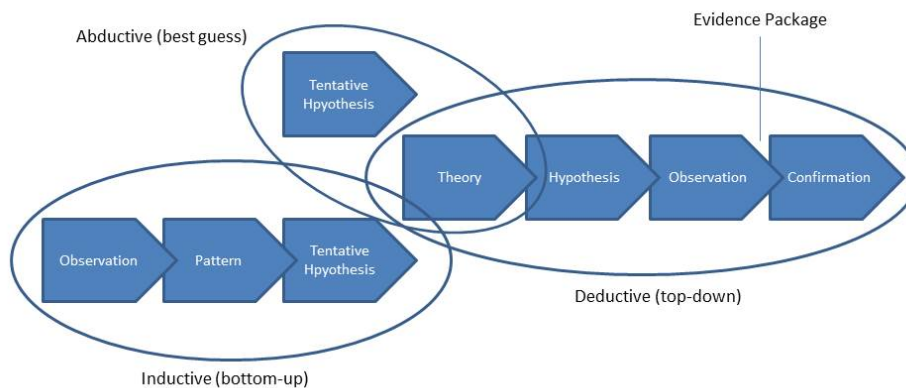 Evidence Package
Abductive (best guess)
Tentative
Hpyothesis
Theory
Hypothesis
Observation
Confirmation
Observation
Pattern
Tentative
Hpyothesis
Deductive (top-down)
Inductive (bottom-up)